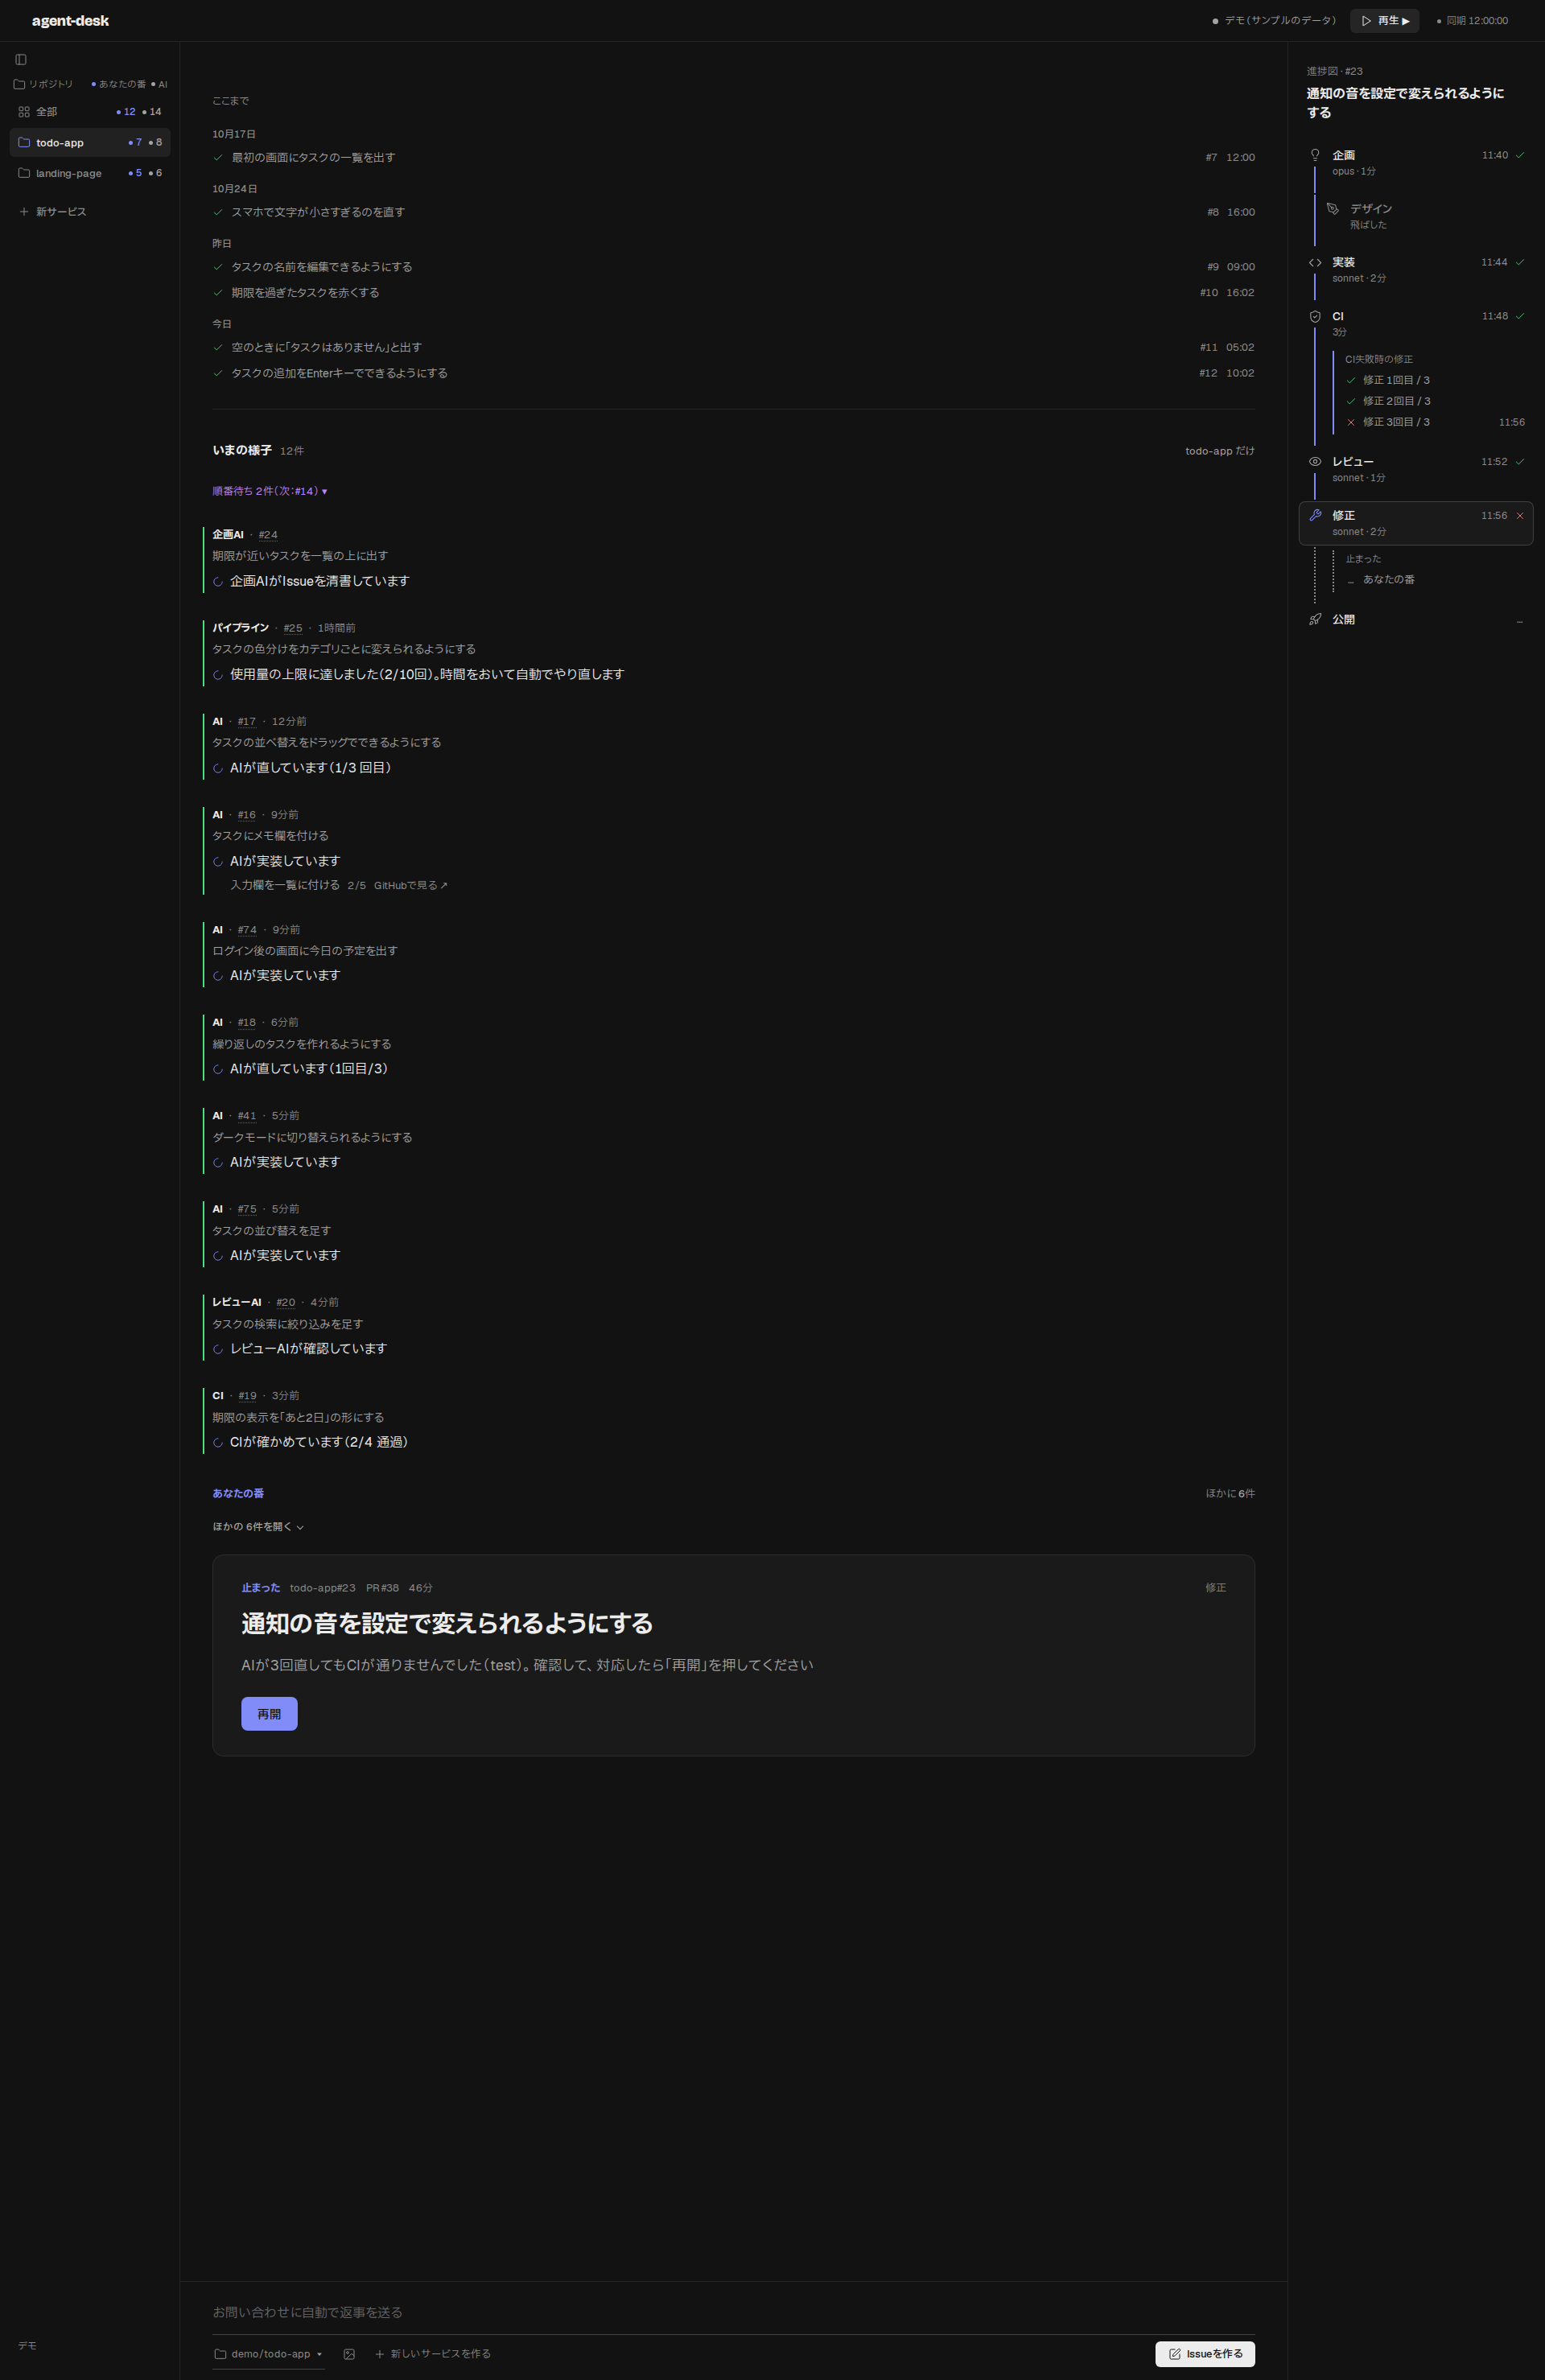 agent-desk
デモ（サンプルのデータ）
再生 ▶
同期 12:00:00
リポジトリ
あなたの番
AI
全部 12 14
todo-app 7 8
landing-page 5 6
新サービス
デモ
ここまで
10月17日
最初の画面にタスクの一覧を出す #7 12:00
10月24日
スマホで文字が小さすぎるのを直す #8 16:00
昨日
タスクの名前を編集できるようにする #9 09:00
期限を過ぎたタスクを赤くする #10 16:02
今日
空のときに「タスクはありません」と出す #11 05:02
タスクの追加をEnterキーでできるようにする #12 10:02
いまの様子 12件 todo-app だけ
順番待ち 2件（次：#14）▾
企画AI · #24
期限が近いタスクを一覧の上に出す
企画AIがIssueを清書しています
パイプライン · #25 · 1時間前
タスクの色分けをカテゴリごとに変えられるようにする
使用量の上限に達しました（2/10回）。時間をおいて自動でやり直します
AI · #17 · 12分前
タスクの並べ替えをドラッグでできるようにする
AIが直しています（1/3 回目）
AI · #16 · 9分前
タスクにメモ欄を付ける
AIが実装しています
入力欄を一覧に付ける 2/5 GitHubで見る ↗
AI · #74 · 9分前
ログイン後の画面に今日の予定を出す
AIが実装しています
AI · #18 · 6分前
繰り返しのタスクを作れるようにする
AIが直しています（1回目/3）
AI · #41 · 5分前
ダークモードに切り替えられるようにする
AIが実装しています
AI · #75 · 5分前
タスクの並び替えを足す
AIが実装しています
レビューAI · #20 · 4分前
タスクの検索に絞り込みを足す
レビューAIが確認しています
CI · #19 · 3分前
期限の表示を「あと2日」の形にする
CIが確かめています（2/4 通過）
あなたの番 ほかに 6件
ほかの 6件を開く
止まった todo-app#23 PR #38 46分 修正
通知の音を設定で変えられるようにする
AIが3回直してもCIが通りませんでした（test）。確認して、対応したら「再開」を押してください
再開
お問い合わせに自動で返事を送る
demo/todo-app ▾
新しいサービスを作る
Issueを作る
進捗図 · #23
通知の音を設定で変えられるように
する
企画 11:40
opus · 1分
デザイン
飛ばした
実装 11:44
sonnet · 2分
CI 11:48
3分
CI失敗時の修正
修正 1回目 / 3
修正 2回目 / 3
修正 3回目 / 3 11:56
レビュー 11:52
sonnet · 1分
修正 11:56
sonnet · 2分
止まった
… あなたの番
公開 …